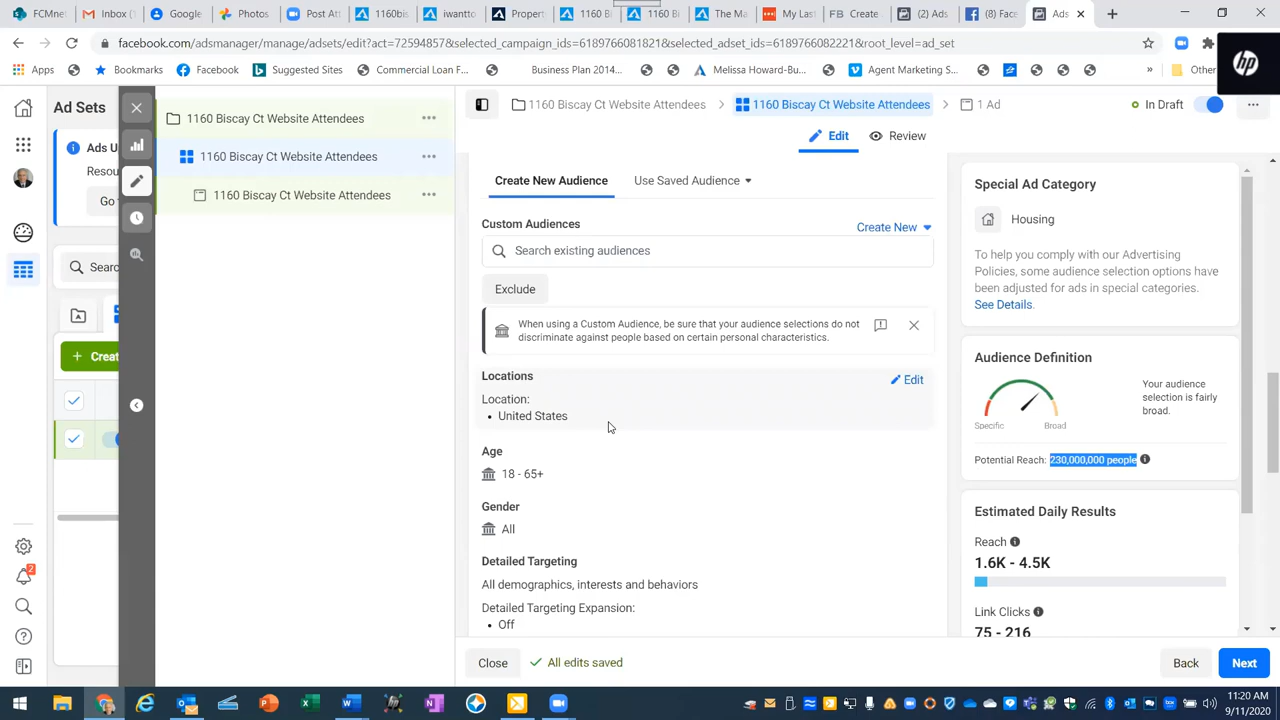 FCMnet
Inbox (
Google
Photos
Post Att
1160bis
iwantto
Propert
1160 B
1160 B
The Ma
My Last
Create
(2) Ads
(8) Face
Ads
facebook.com/adsmanager/manage/adsets/edit?act=72594857&selected_campaign_ids=6189766081821&selected_adset_ids=6189766082221&root_level=ad_set
Apps
Bookmarks
Facebook
Suggested Sites
Commercial Loan F...
Business Plan 2014...
Melissa Howard-Bu...
Agent Marketing S...
»
Other
hp
Ad Sets
Ads U
Resou
Go
Searc
+ Creat
1160 Biscay Ct Website Attendees
1160 Biscay Ct Website Attendees
1160 Biscay Ct Website Attendees
1160 Biscay Ct Website Attendees
1160 Biscay Ct Website Attendees
1 Ad
In Draft
Edit
Review
Create New Audience
Use Saved Audience
Custom Audiences
Create New
Search existing audiences
Exclude
When using a Custom Audience, be sure that your audience selections do not
discriminate against people based on certain personal characteristics.
Locations
Edit
Location:
• United States
Age
18 - 65+
Gender
All
Detailed Targeting
All demographics, interests and behaviors
Detailed Targeting Expansion:
• Off
Special Ad Category
Housing
To help you comply with our Advertising
Policies, some audience selection options have
been adjusted for ads in special categories.
See Details.
Audience Definition
Your audience
selection is fairly
broad.
Specific
Broad
Potential Reach: 230,000,000 people
Estimated Daily Results
Reach
1.6K - 4.5K
Link Clicks
75 - 216
Close
All edits saved
Back
Next
2
11:20 AM
9/11/2020